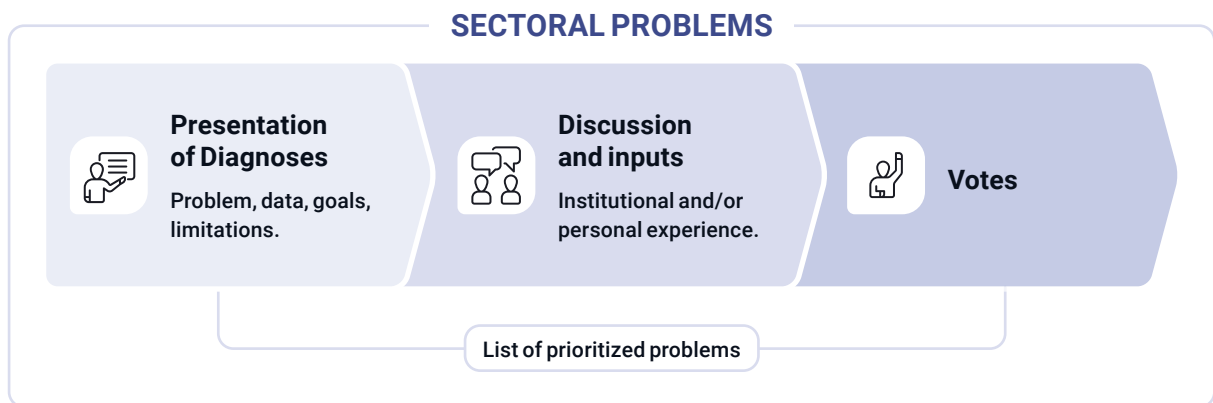 SECTORAL PROBLEMS
Presentation
of Diagnoses
Problem, data, goals,
limitations.
Discussion
and inputs
Institutional and/or
personal experience.
Votes
List of prioritized problems